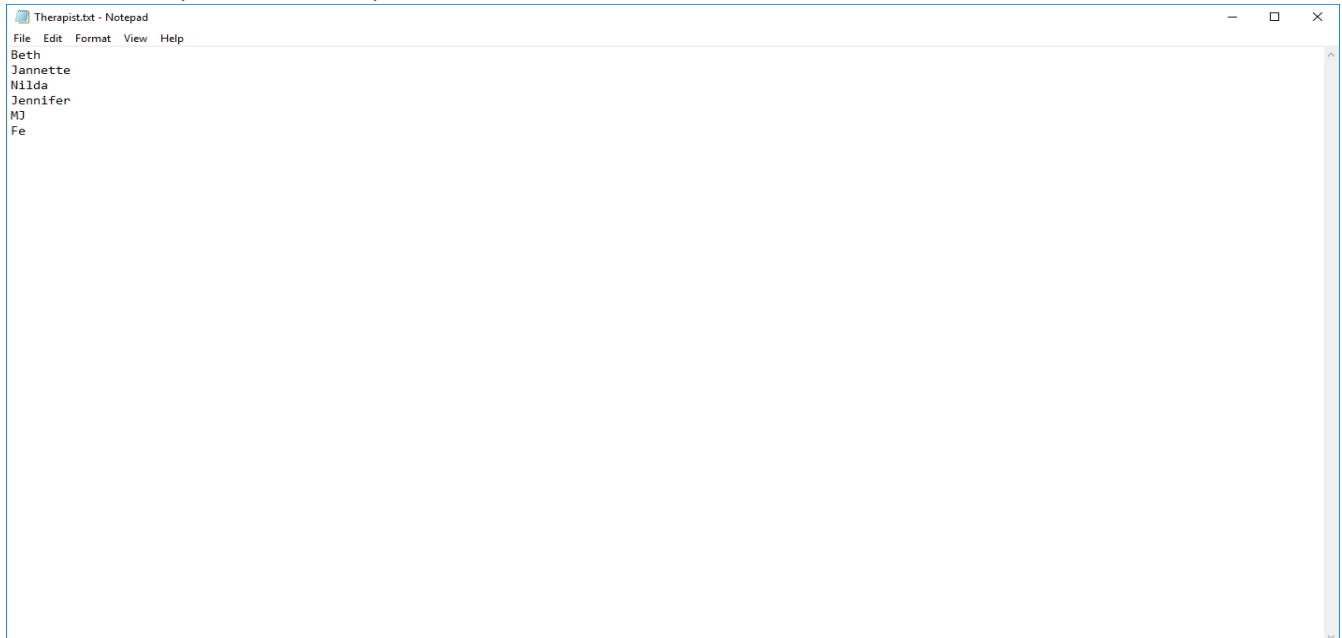 Therapist.txt - Notepad
File Edit Format View Help
Beth
Jannette
Nilda
Jennifer
MJ
Fe